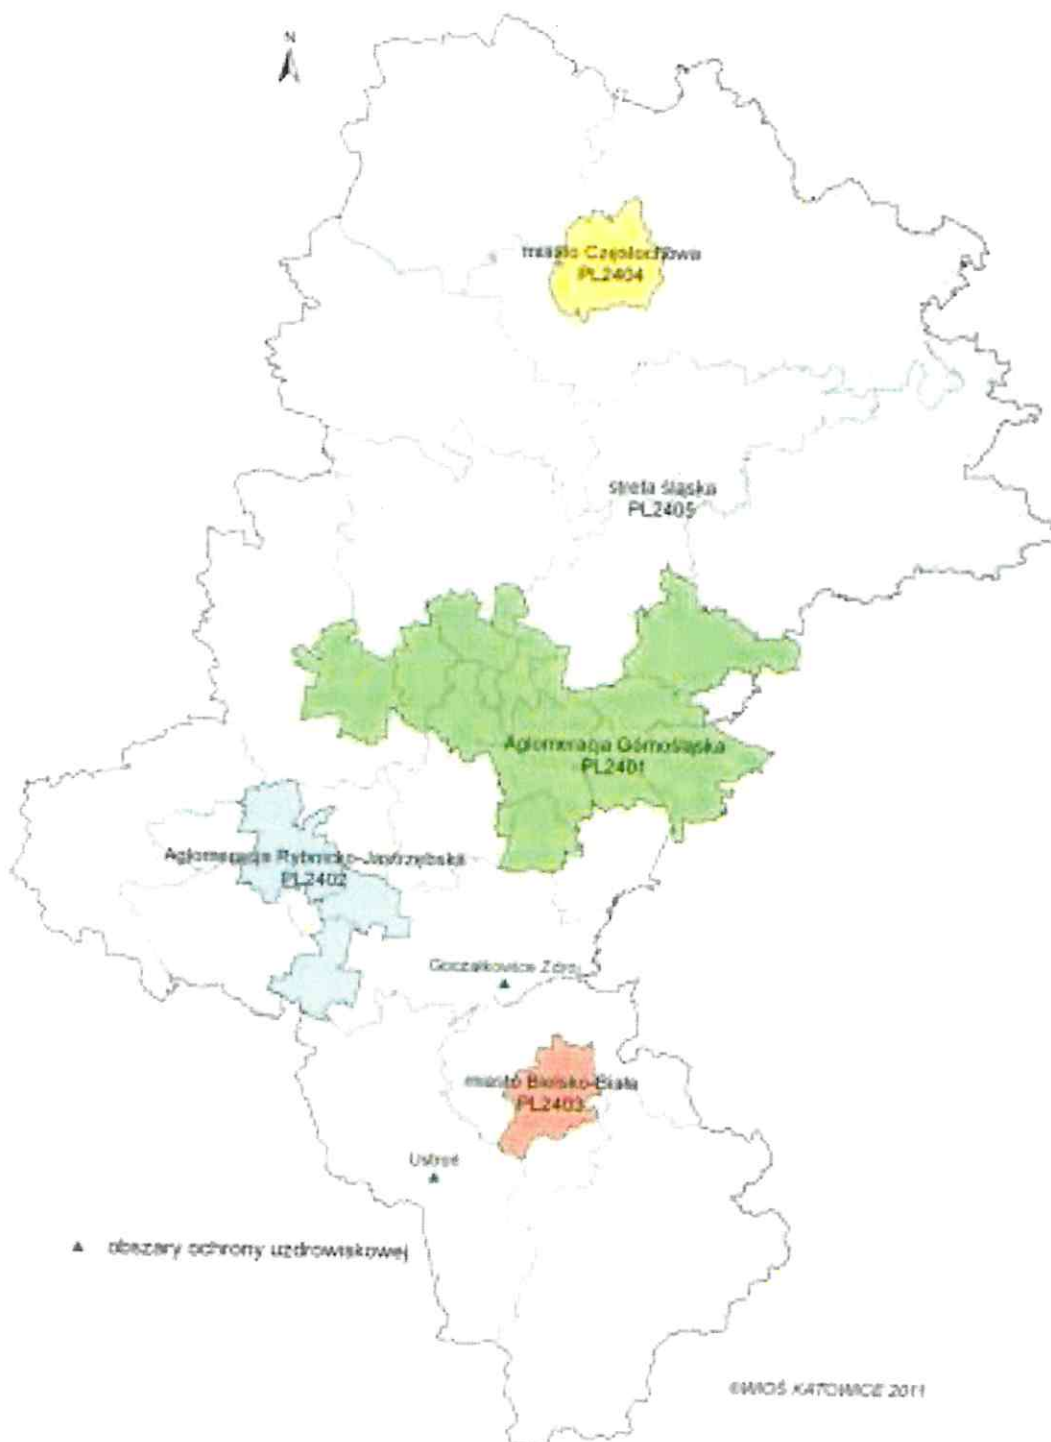 N
miasto Częstochowa
PL2404
strefa śląska
PL2405
Aglomeracja Górnośląska
PL2401
Aglomeracja Rybnicko-Jastrzębska
PL2402
Goczałkowice Zdrój
miasto Bielsko-Biała
PL2403
Ustroń
obszary ochrony uzdrowiskowej
©WIOŚ KATOWICE 2011